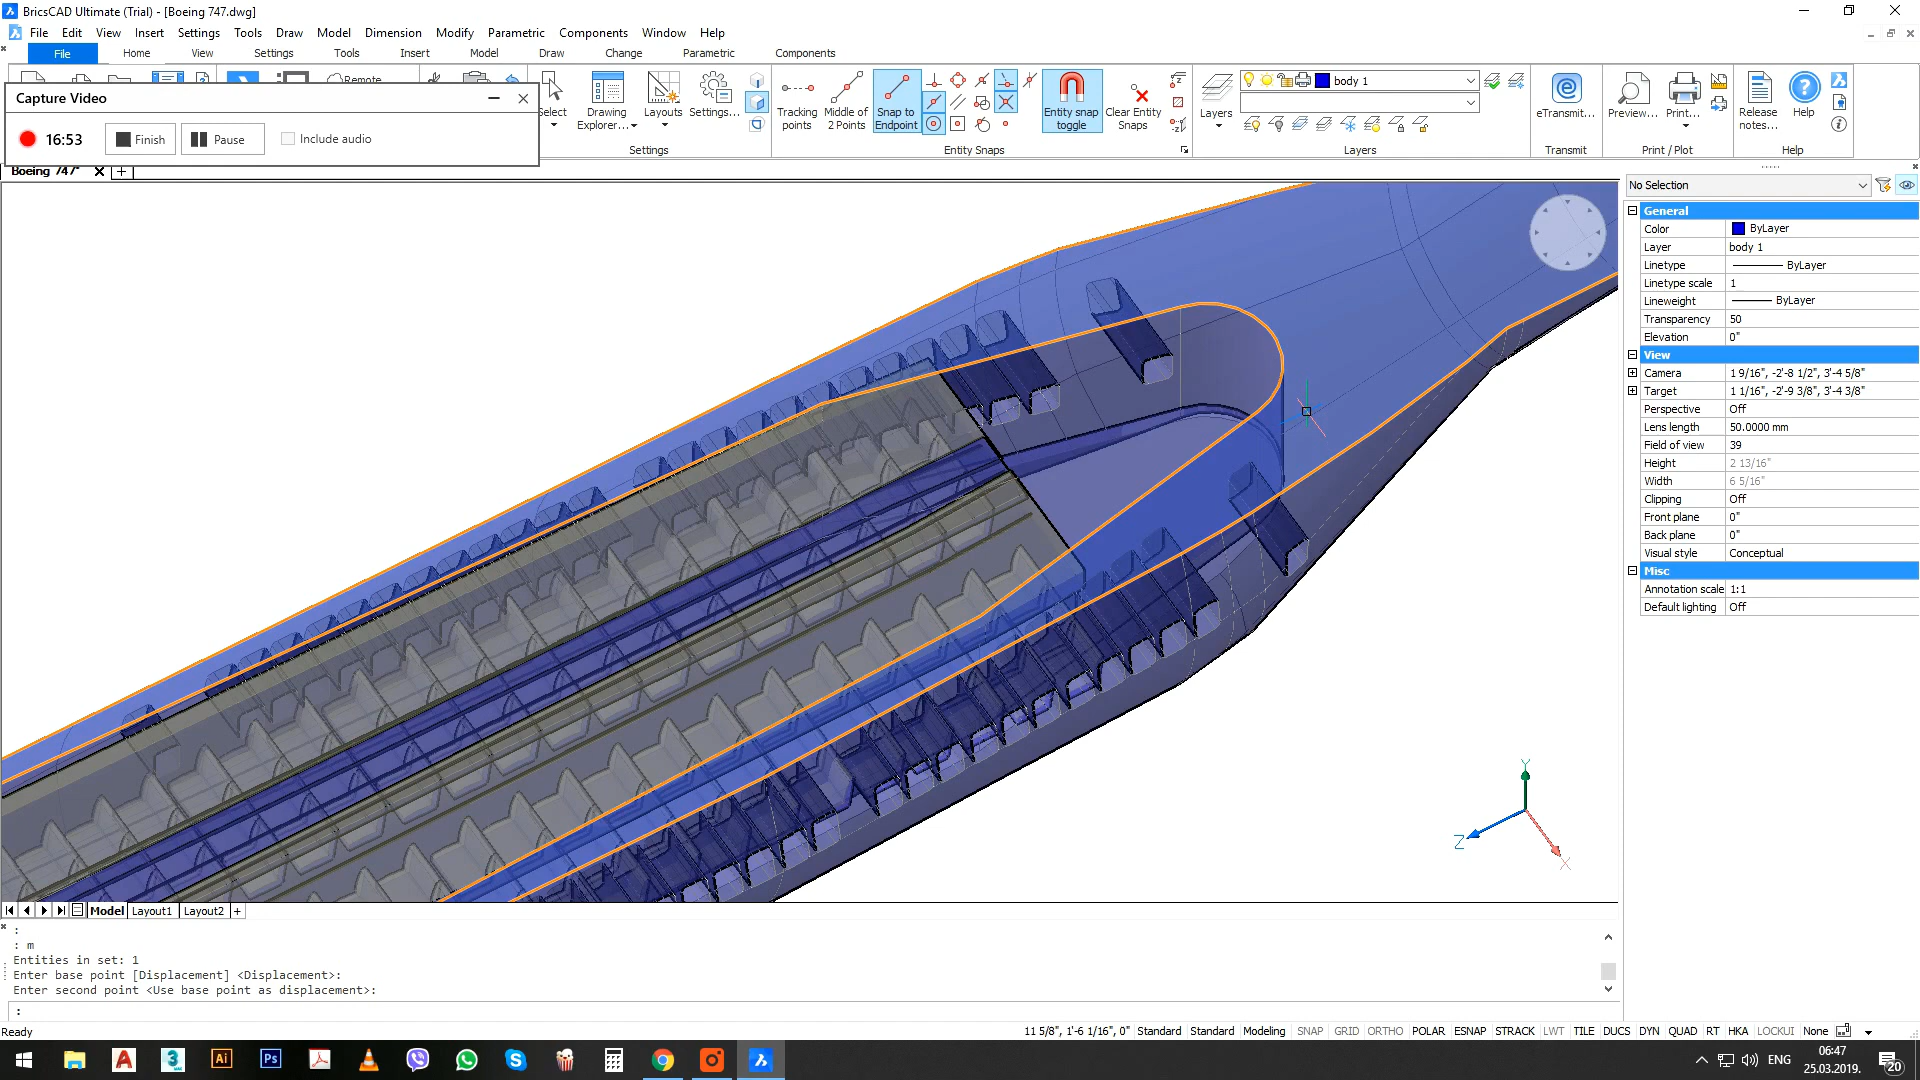 BricsCAD Ultimate (Trial) - [Boeing 747.dwg]
File Edit View Insert Settings Tools Draw Model Dimension Modify Parametric Components Window Help
File Home View Settings Tools Insert Model Draw Change Parametric Components
Remote
Capture Video
16:53 Finish Pause Include audio
Select
Drawing Explorer...
Layouts
Settings...
Settings
Tracking points
Middle of 2 Points
Snap to Endpoint
Entity snap toggle
Clear Entity Snaps
Entity Snaps
Layers
body 1
Layers
eTransmit...
Transmit
Preview...
Print...
Print / Plot
Release notes...
Help
Help
Boeing 747*
No Selection
General
Color ByLayer
Layer body 1
Linetype ByLayer
Linetype scale 1
Lineweight ByLayer
Transparency 50
Elevation 0"
View
Camera 1 9/16", -2'-8 1/2", 3'-4 5/8"
Target 1 1/16", -2'-9 3/8", 3'-4 3/8"
Perspective Off
Lens length 50.0000 mm
Field of view 39
Height 2 13/16"
Width 6 5/16"
Clipping Off
Front plane 0"
Back plane 0"
Visual style Conceptual
Misc
Annotation scale 1:1
Default lighting Off
Y
Z
X
Model Layout1 Layout2 +
:
: m
Entities in set: 1
Enter base point [Displacement] <Displacement>:
Enter second point <Use base point as displacement>:
:
Ready
11 5/8", 1'-6 1/16", 0" Standard Standard Modeling SNAP GRID ORTHO POLAR ESNAP STRACK LWT TILE DUCS DYN QUAD RT HKA LOCKUI None
Ai Ps
ENG
06:47
25.03.2019.
20